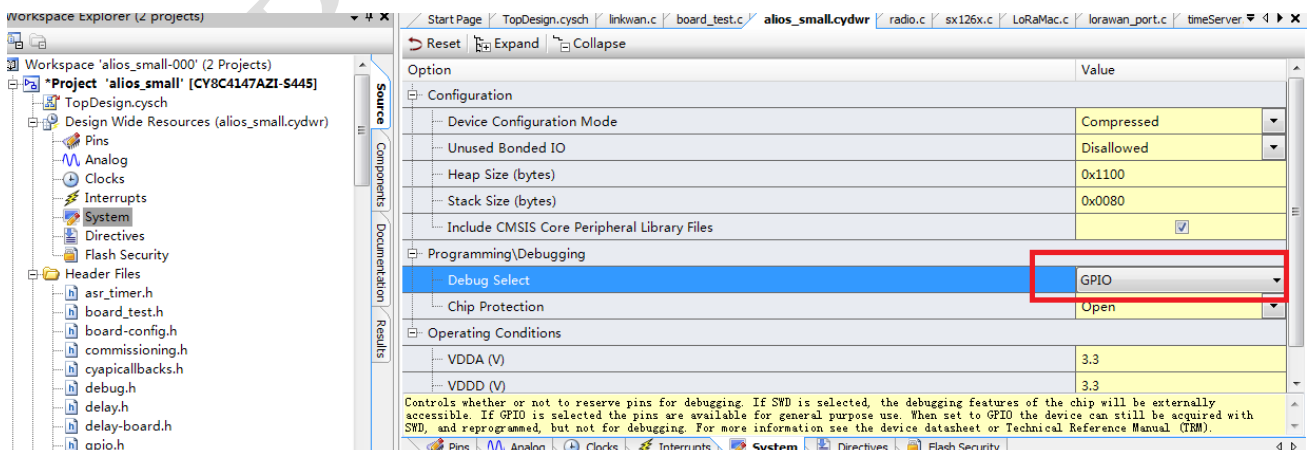 Workspace Explorer (2 projects)
Start Page TopDesign.cysch linkwan.c board_test.c alios_small.cydwr radio.c sx126x.c LoRaMac.c lorawan_port.c timeServer
Reset Expand Collapse
Workspace 'alios_small-000' (2 Projects)
*Project 'alios_small' [CY8C4147AZI-S445]
TopDesign.cysch
Design Wide Resources (alios_small.cydwr)
Pins
Analog
Clocks
Interrupts
System
Directives
Flash Security
Header Files
asr_timer.h
board_test.h
board-config.h
commissioning.h
cyapicallbacks.h
debug.h
delay.h
delay-board.h
gpio.h
Source
Components
Documentation
Results
Option Value
Configuration
Device Configuration Mode Compressed
Unused Bonded IO Disallowed
Heap Size (bytes) 0x1100
Stack Size (bytes) 0x0080
Include CMSIS Core Peripheral Library Files
Programming\Debugging
Debug Select GPIO
Chip Protection Open
Operating Conditions
VDDA (V) 3.3
VDDD (V) 3.3
Controls whether or not to reserve pins for debugging. If SWD is selected, the debugging features of the chip will be externally
accessible. If GPIO is selected the pins are available for general purpose use. When set to GPIO the device can still be acquired with
SWD, and reprogrammed, but not for debugging. For more information see the device datasheet or Technical Reference Manual (TRM).
Pins Analog Clocks Interrupts System Directives Flash Security